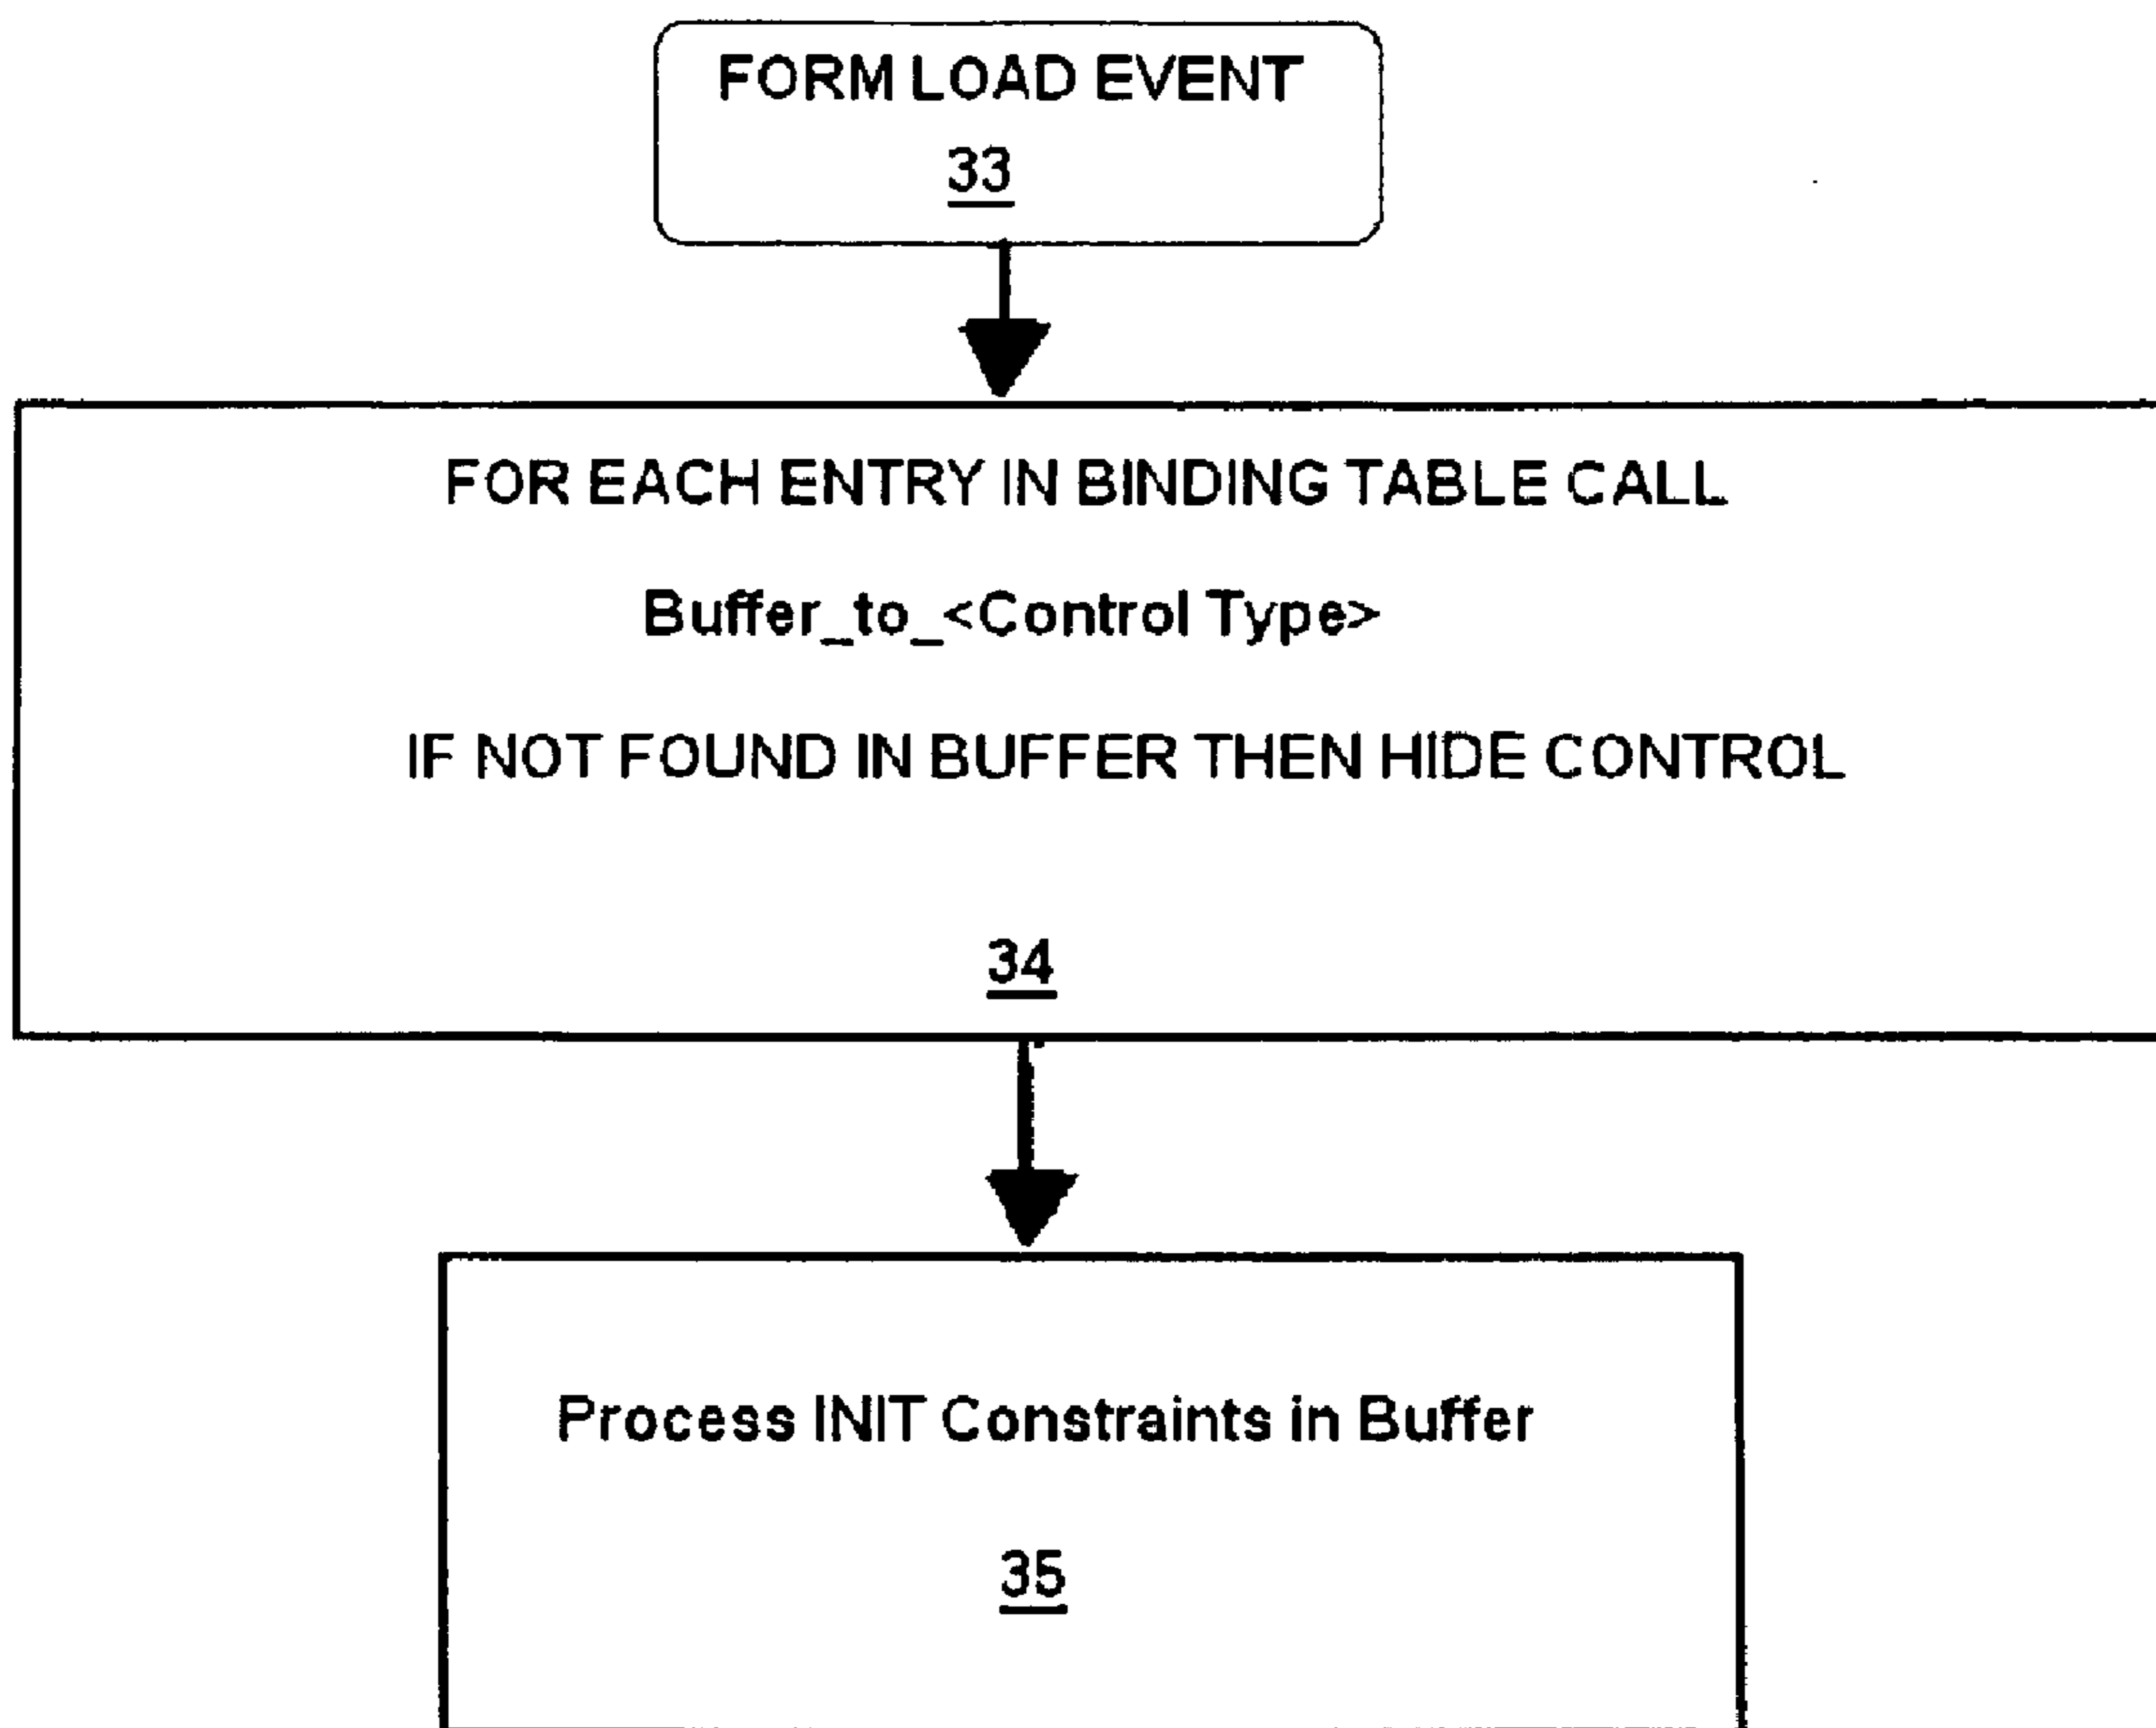 FORM LOAD EVENT
33
FOR EACH ENTRY IN BINDING TABLE CALL
Buffer_to_<Control Type>
IF NOT FOUND IN BUFFER THEN HIDE CONTROL
34
Process INIT Constraints in Buffer
35